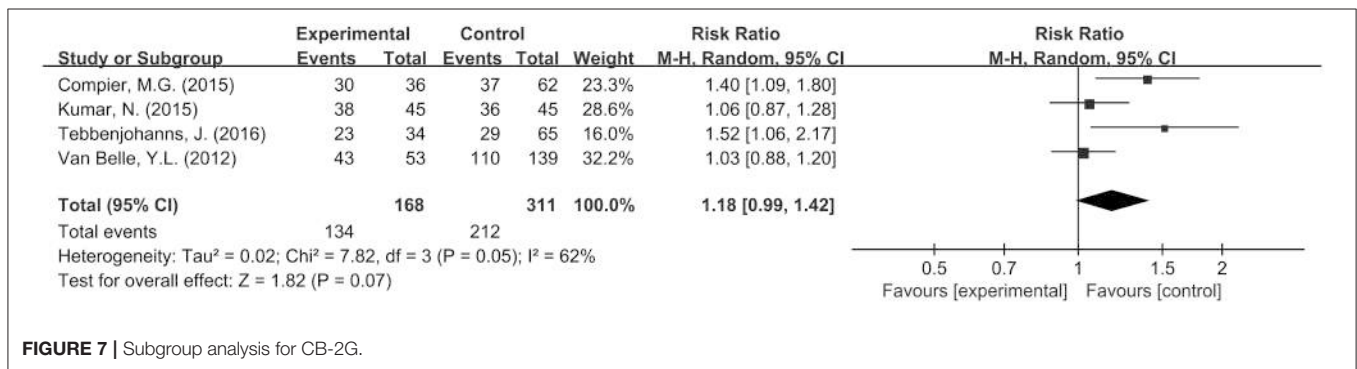 Experimental Control Risk Ratio Risk Ratio
Study or Subgroup Events Total Events Total Weight M-H, Random, 95% CI M-H, Random, 95% CI
Compier, M.G. (2015) 30 36 37 62 23.3% 1.40 [1.09, 1.80]
Kumar, N. (2015) 38 45 36 45 28.6% 1.06 [0.87, 1.28]
Tebbenjohanns, J. (2016) 23 34 29 65 16.0% 1.52 [1.06, 2.17]
Van Belle, Y.L. (2012) 43 53 110 139 32.2% 1.03 [0.88, 1.20]
Total (95% CI) 168 311 100.0% 1.18 [0.99, 1.42]
Total events 134 212
Heterogeneity: Tau² = 0.02; Chi² = 7.82, df = 3 (P = 0.05); I² = 62%
Test for overall effect: Z = 1.82 (P = 0.07)
0.5 0.7 1 1.5 2
Favours [experimental] Favours [control]
FIGURE 7 | Subgroup analysis for CB-2G.